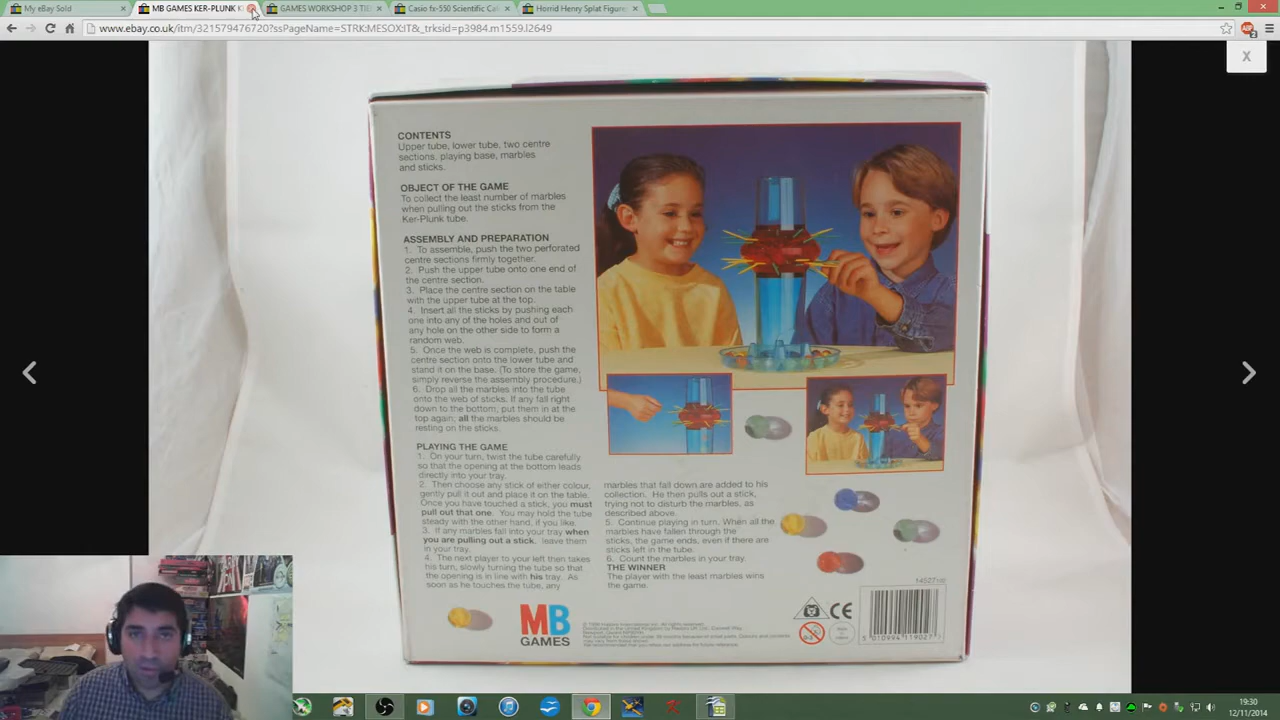 My eBay Sold
MB GAMES KER-PLUNK K
GAMES WORKSHOP 3 TIE
Casio fx-550 Scientific Cal
Horrid Henry Splat Figure
www.ebay.co.uk/itm/321579476720?ssPageName=STRK:MESOX:IT&_trksid=p3984.m1559.l2649
X
CONTENTS
Upper tube, lower tube, two centre
sections, playing base, marbles
and sticks.
OBJECT OF THE GAME
To collect the least number of marbles
when pulling out the sticks from the
Ker-Plunk tube.
ASSEMBLY AND PREPARATION
1. To assemble, push the two perforated
centre sections firmly together.
2. Push the upper tube onto one end of
the centre section.
3. Place the centre section on the table
with the upper tube at the top.
4. Insert all the sticks by pushing each
one into any of the holes and out of
any hole on the other side to form a
random web.
5. Once the web is complete, push the
centre section onto the lower tube and
stand it on the base. (To store the game,
simply reverse the assembly procedure.)
6. Drop all the marbles into the tube
onto the web of sticks. If any fall right
down to the bottom, put them in at the
top again, all the marbles should be
resting on the sticks.
PLAYING THE GAME
1. On your turn, twist the tube carefully
so that the opening at the bottom leads
directly into your tray.
2. Then choose any stick of either colour,
gently pull it out and place it on the table.
Once you have touched a stick, you must
pull out that one. You may hold the tube
steady with the other hand, if you like.
3. If any marbles fall into your tray when
you are pulling out a stick, leave them
in your tray.
4. The next player to your left then takes
his turn, slowly turning the tube so that
the opening is in line with his tray. As
soon as he touches the tube, any
marbles that fall down are added to his
collection. He then pulls out a stick,
trying not to disturb the marbles, as
described above.
5. Continue playing in turn. When all the
marbles have fallen through the
sticks, the game ends, even if there are
sticks left in the tube.
6. Count the marbles in your tray.
THE WINNER
The player with the least marbles wins
the game.
MB
GAMES
CE
0-3
5 010994 119027
19:30
12/11/2014